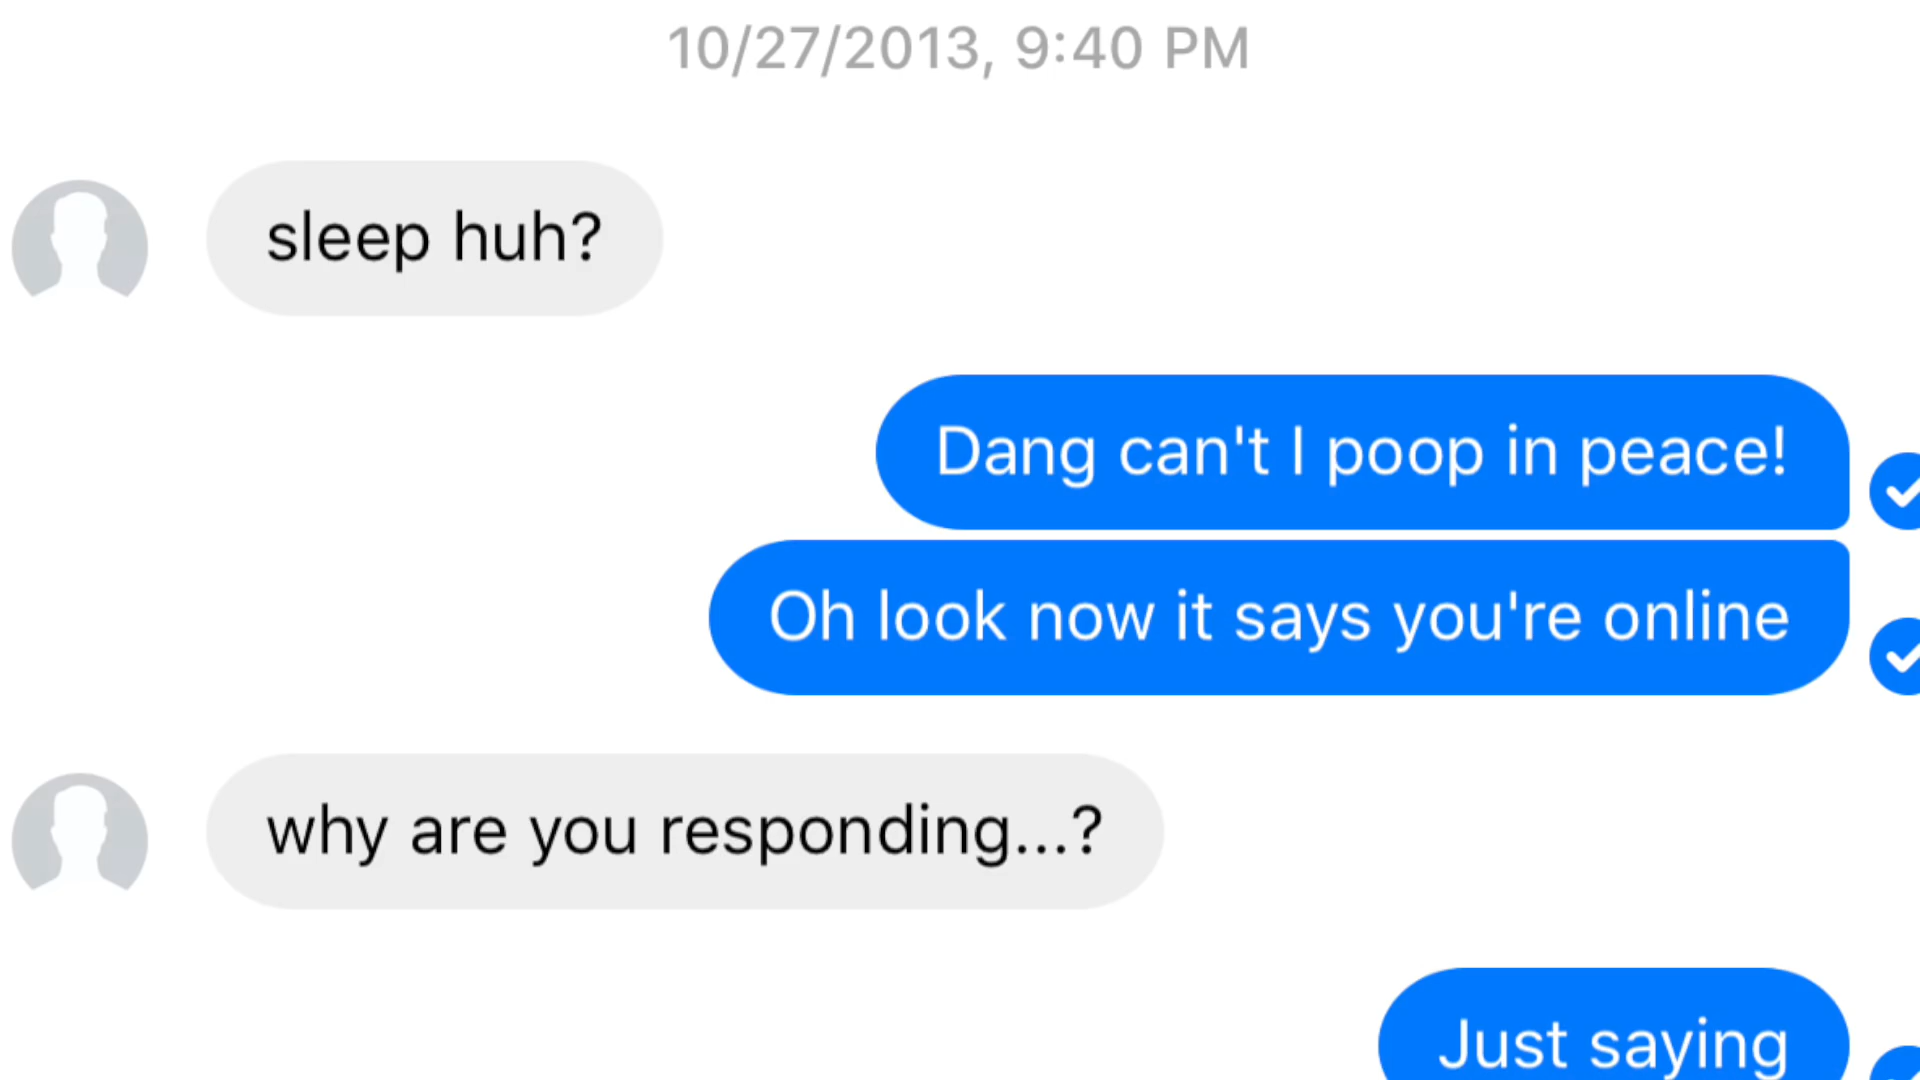 10/27/2013, 9:40 PM
sleep huh?
Dang can't I poop in peace!
Oh look now it says you're online
why are you responding...?
Just saying